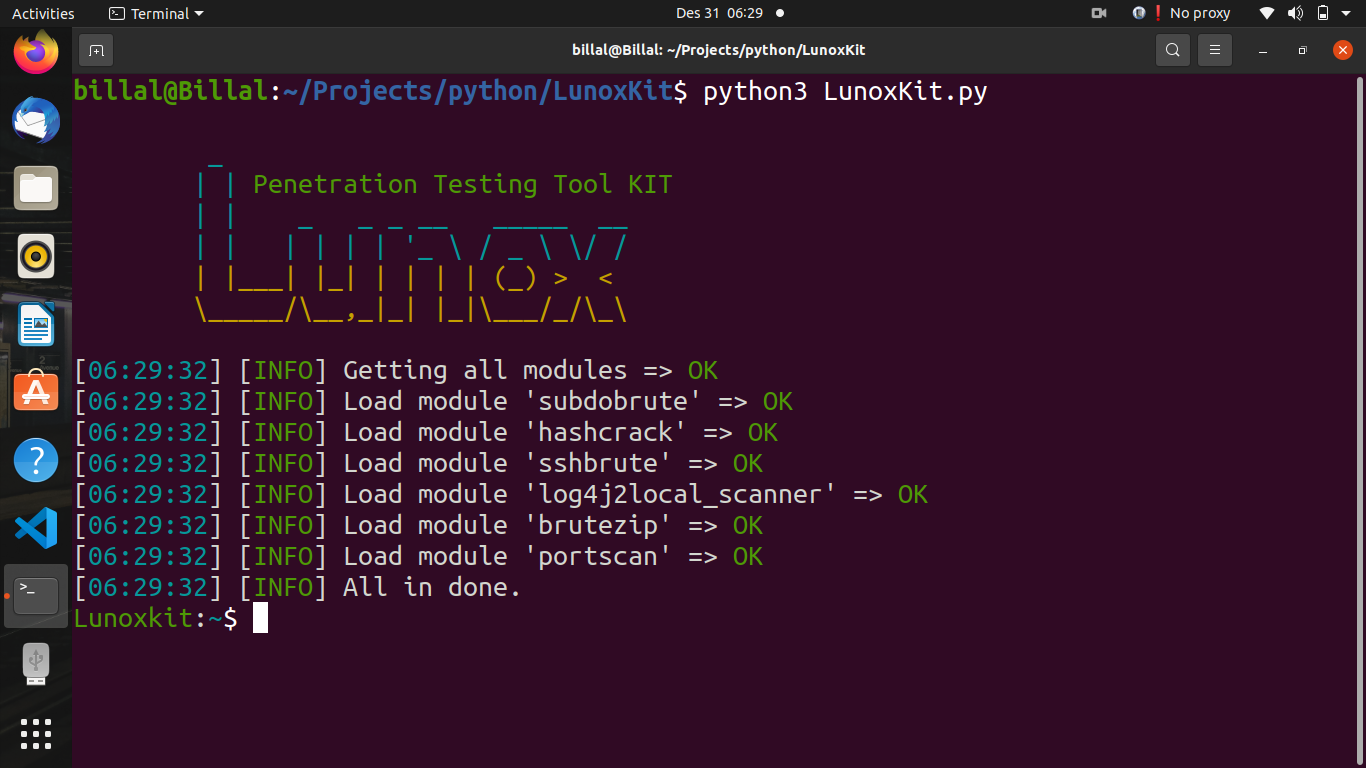 Activities
Terminal
Des 31 06:29
No proxy
billal@Billal: ~/Projects/python/LunoxKit
billal@Billal:~/Projects/python/LunoxKit$ python3 LunoxKit.py
Penetration Testing Tool KIT
Lunox
[06:29:32] [INFO] Getting all modules => OK
[06:29:32] [INFO] Load module 'subdobrute' => OK
[06:29:32] [INFO] Load module 'hashcrack' => OK
[06:29:32] [INFO] Load module 'sshbrute' => OK
[06:29:32] [INFO] Load module 'log4j2local_scanner' => OK
[06:29:32] [INFO] Load module 'brutezip' => OK
[06:29:32] [INFO] Load module 'portscan' => OK
[06:29:32] [INFO] All in done.
Lunoxkit:~$